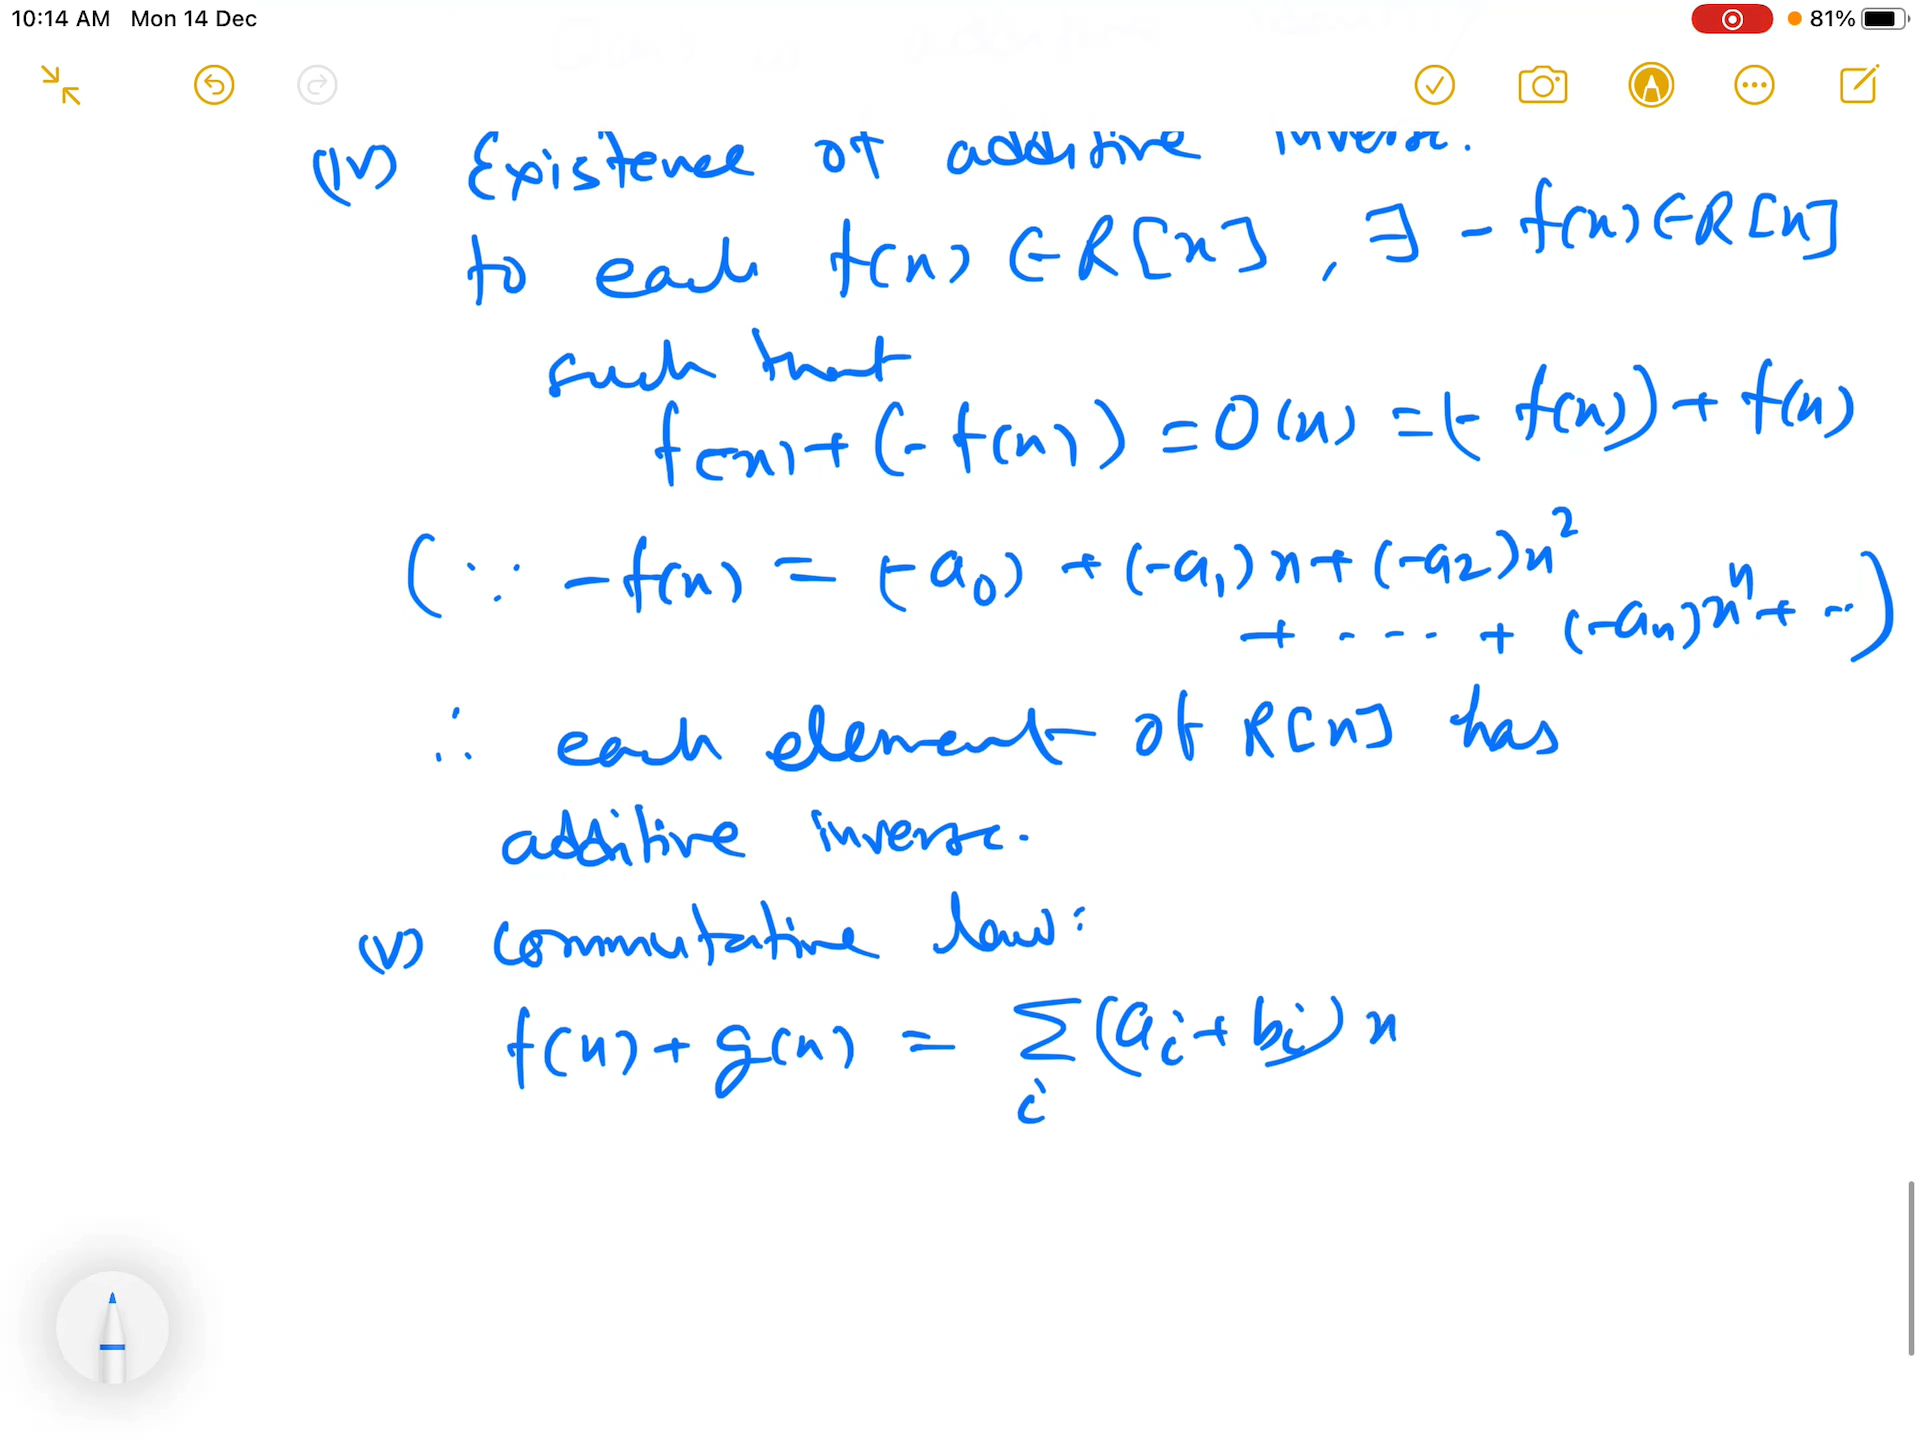 10:14 AM Mon 14 Dec 81%
(iv) Existence of additive inverse.
to each f(x) ∈ R[x], ∃ - f(x) ∈ R[x]
such that
f(x) + (-f(x)) = O(x) = (-f(x)) + f(x)
(∵ -f(x) = (-a₀) + (-a₁)x + (-a₂)x²
+ .... + (-aₙ)xⁿ + ..)
∴ each element of R[x] has
additive inverse.
(v) commutative law:
f(x) + g(x) = Σᵢ (aᵢ + bᵢ) x